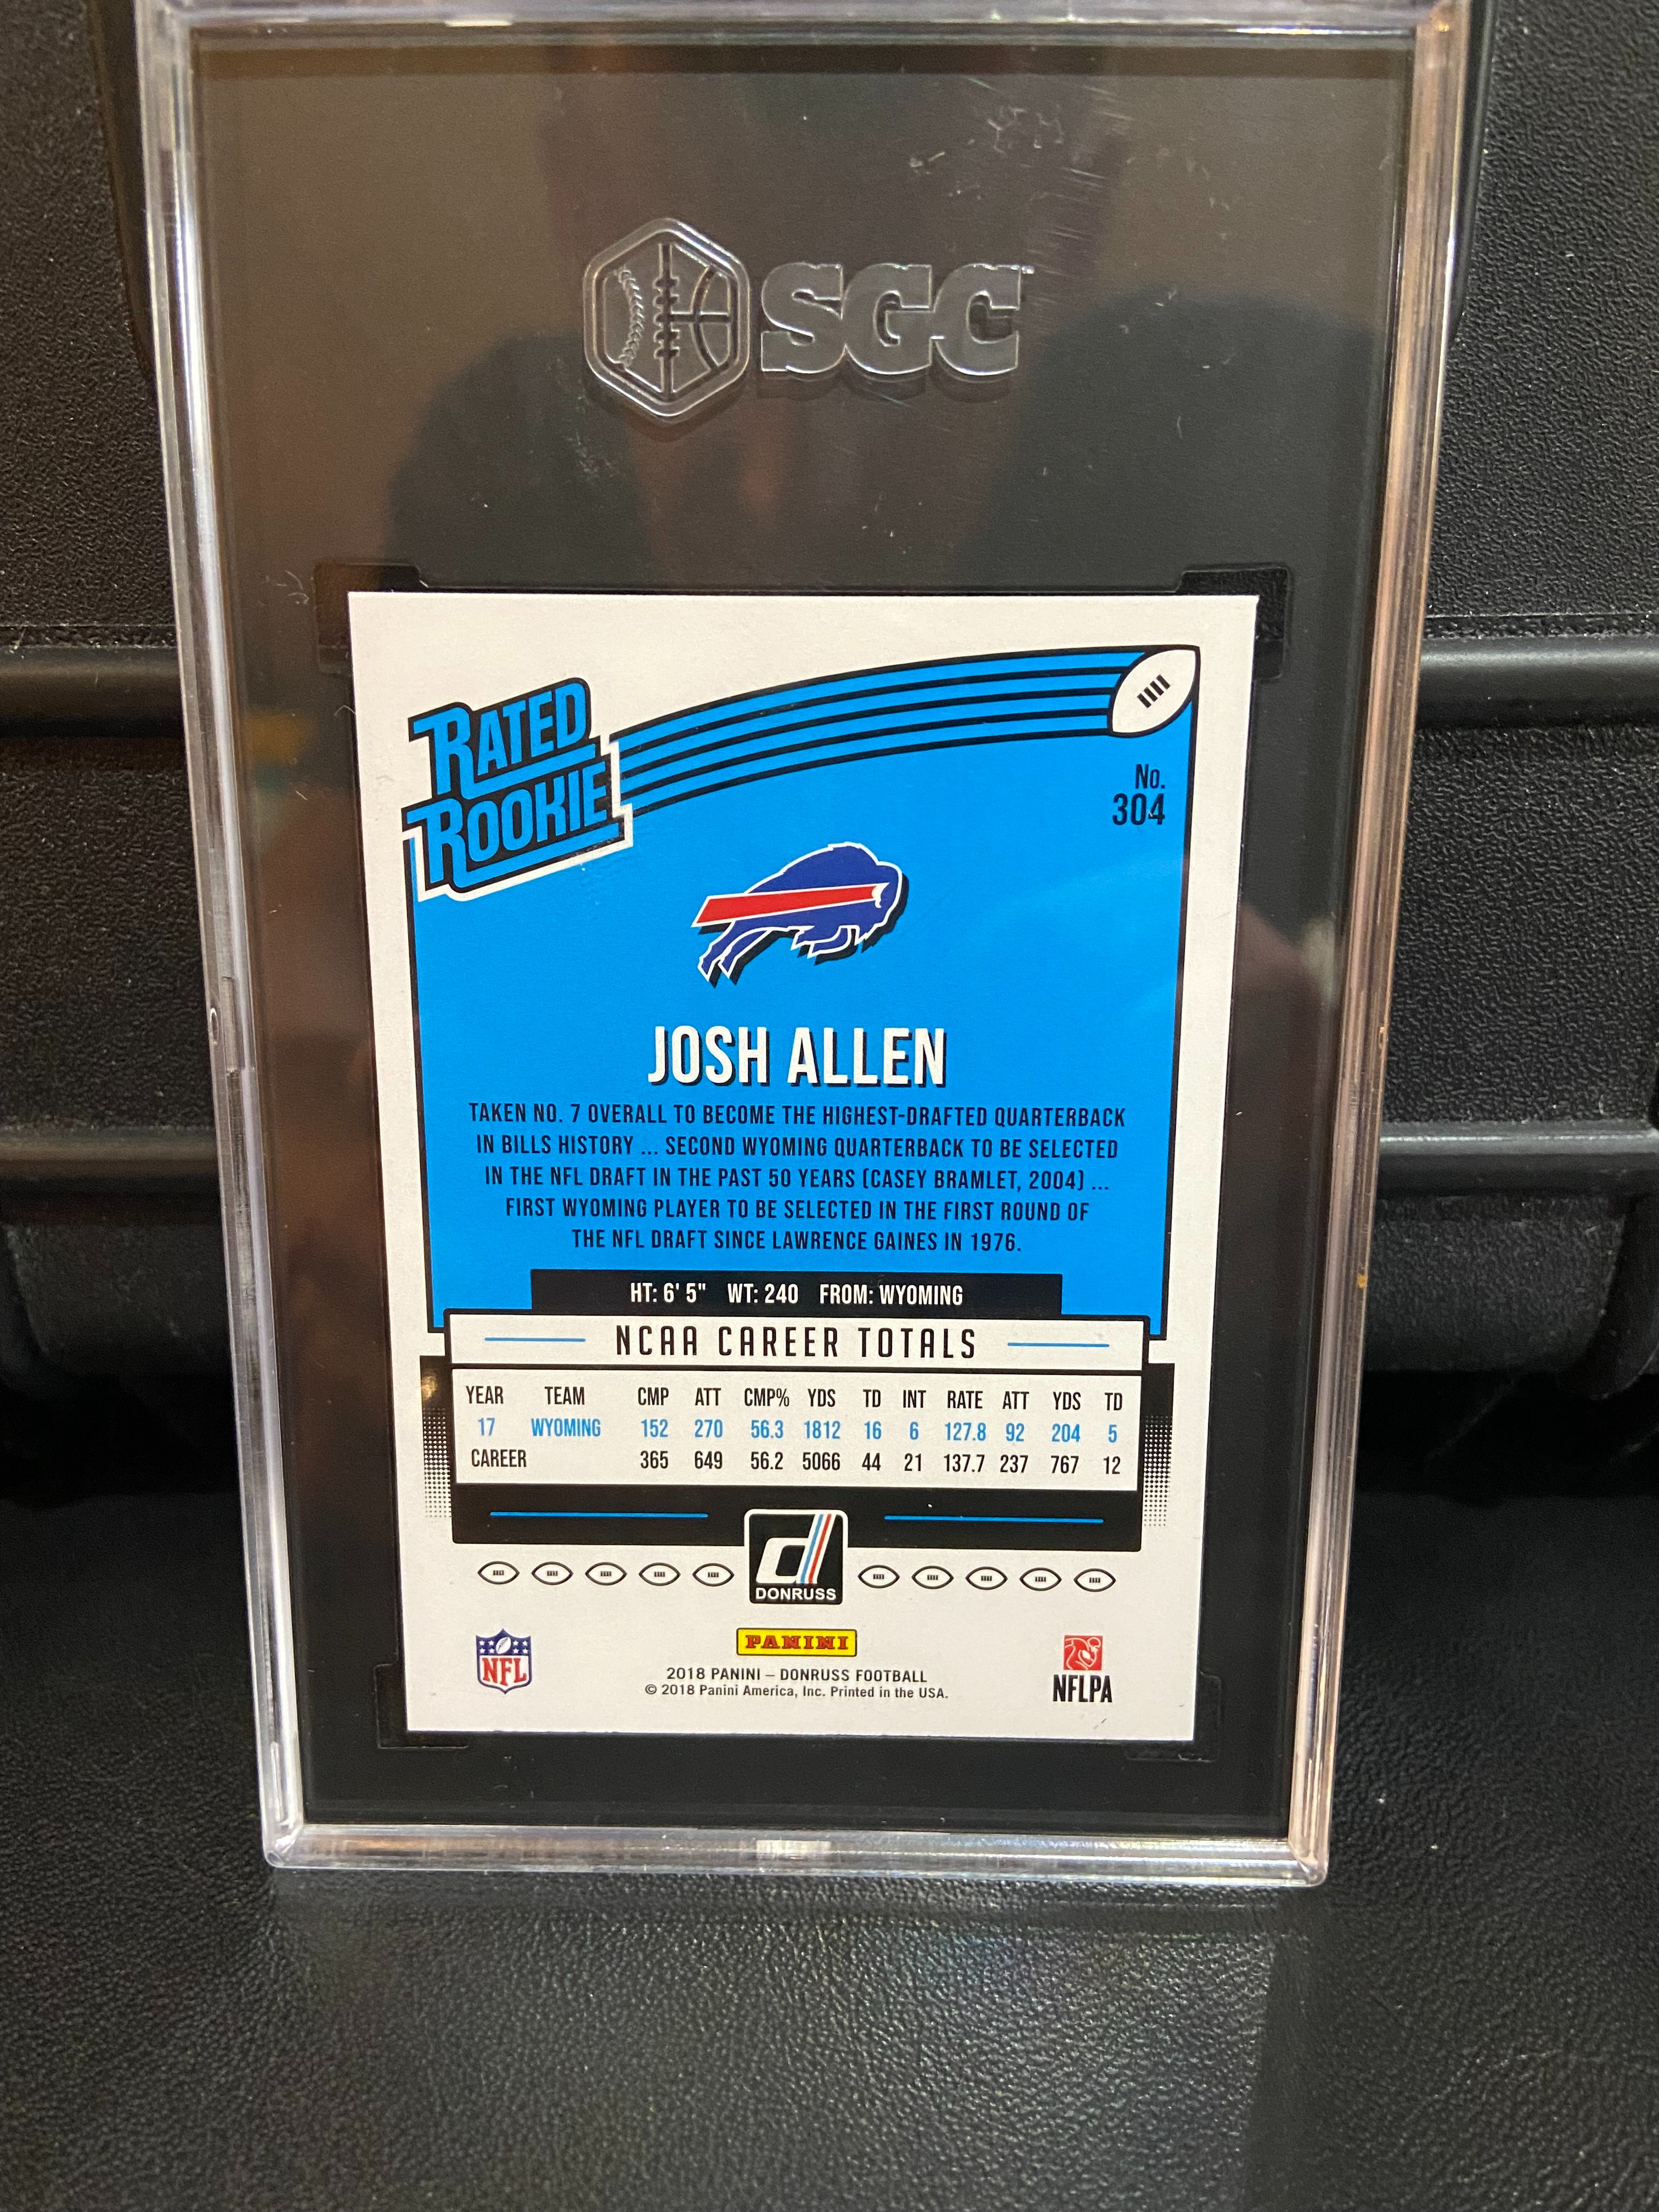 SGC
RATED
ROOKIE
No.
304
JOSH ALLEN
TAKEN NO. 7 OVERALL TO BECOME THE HIGHEST-DRAFTED QUARTERBACK
IN BILLS HISTORY ... SECOND WYOMING QUARTERBACK TO BE SELECTED
IN THE NFL DRAFT IN THE PAST 50 YEARS (CASEY BRAMLET, 2004) ...
FIRST WYOMING PLAYER TO BE SELECTED IN THE FIRST ROUND OF
THE NFL DRAFT SINCE LAWRENCE GAINES IN 1976.
HT: 6' 5" WT: 240 FROM: WYOMING
NCAA CAREER TOTALS
YEAR TEAM CMP ATT CMP% YDS TD INT RATE ATT YDS TD
17 WYOMING 152 270 56.3 1812 16 6 127.8 92 204 5
CAREER 365 649 56.2 5066 44 21 137.7 237 767 12
d
DONRUSS
NFL
PANINI
2018 PANINI – DONRUSS FOOTBALL
© 2018 Panini America, Inc. Printed in the USA.
NFLPA